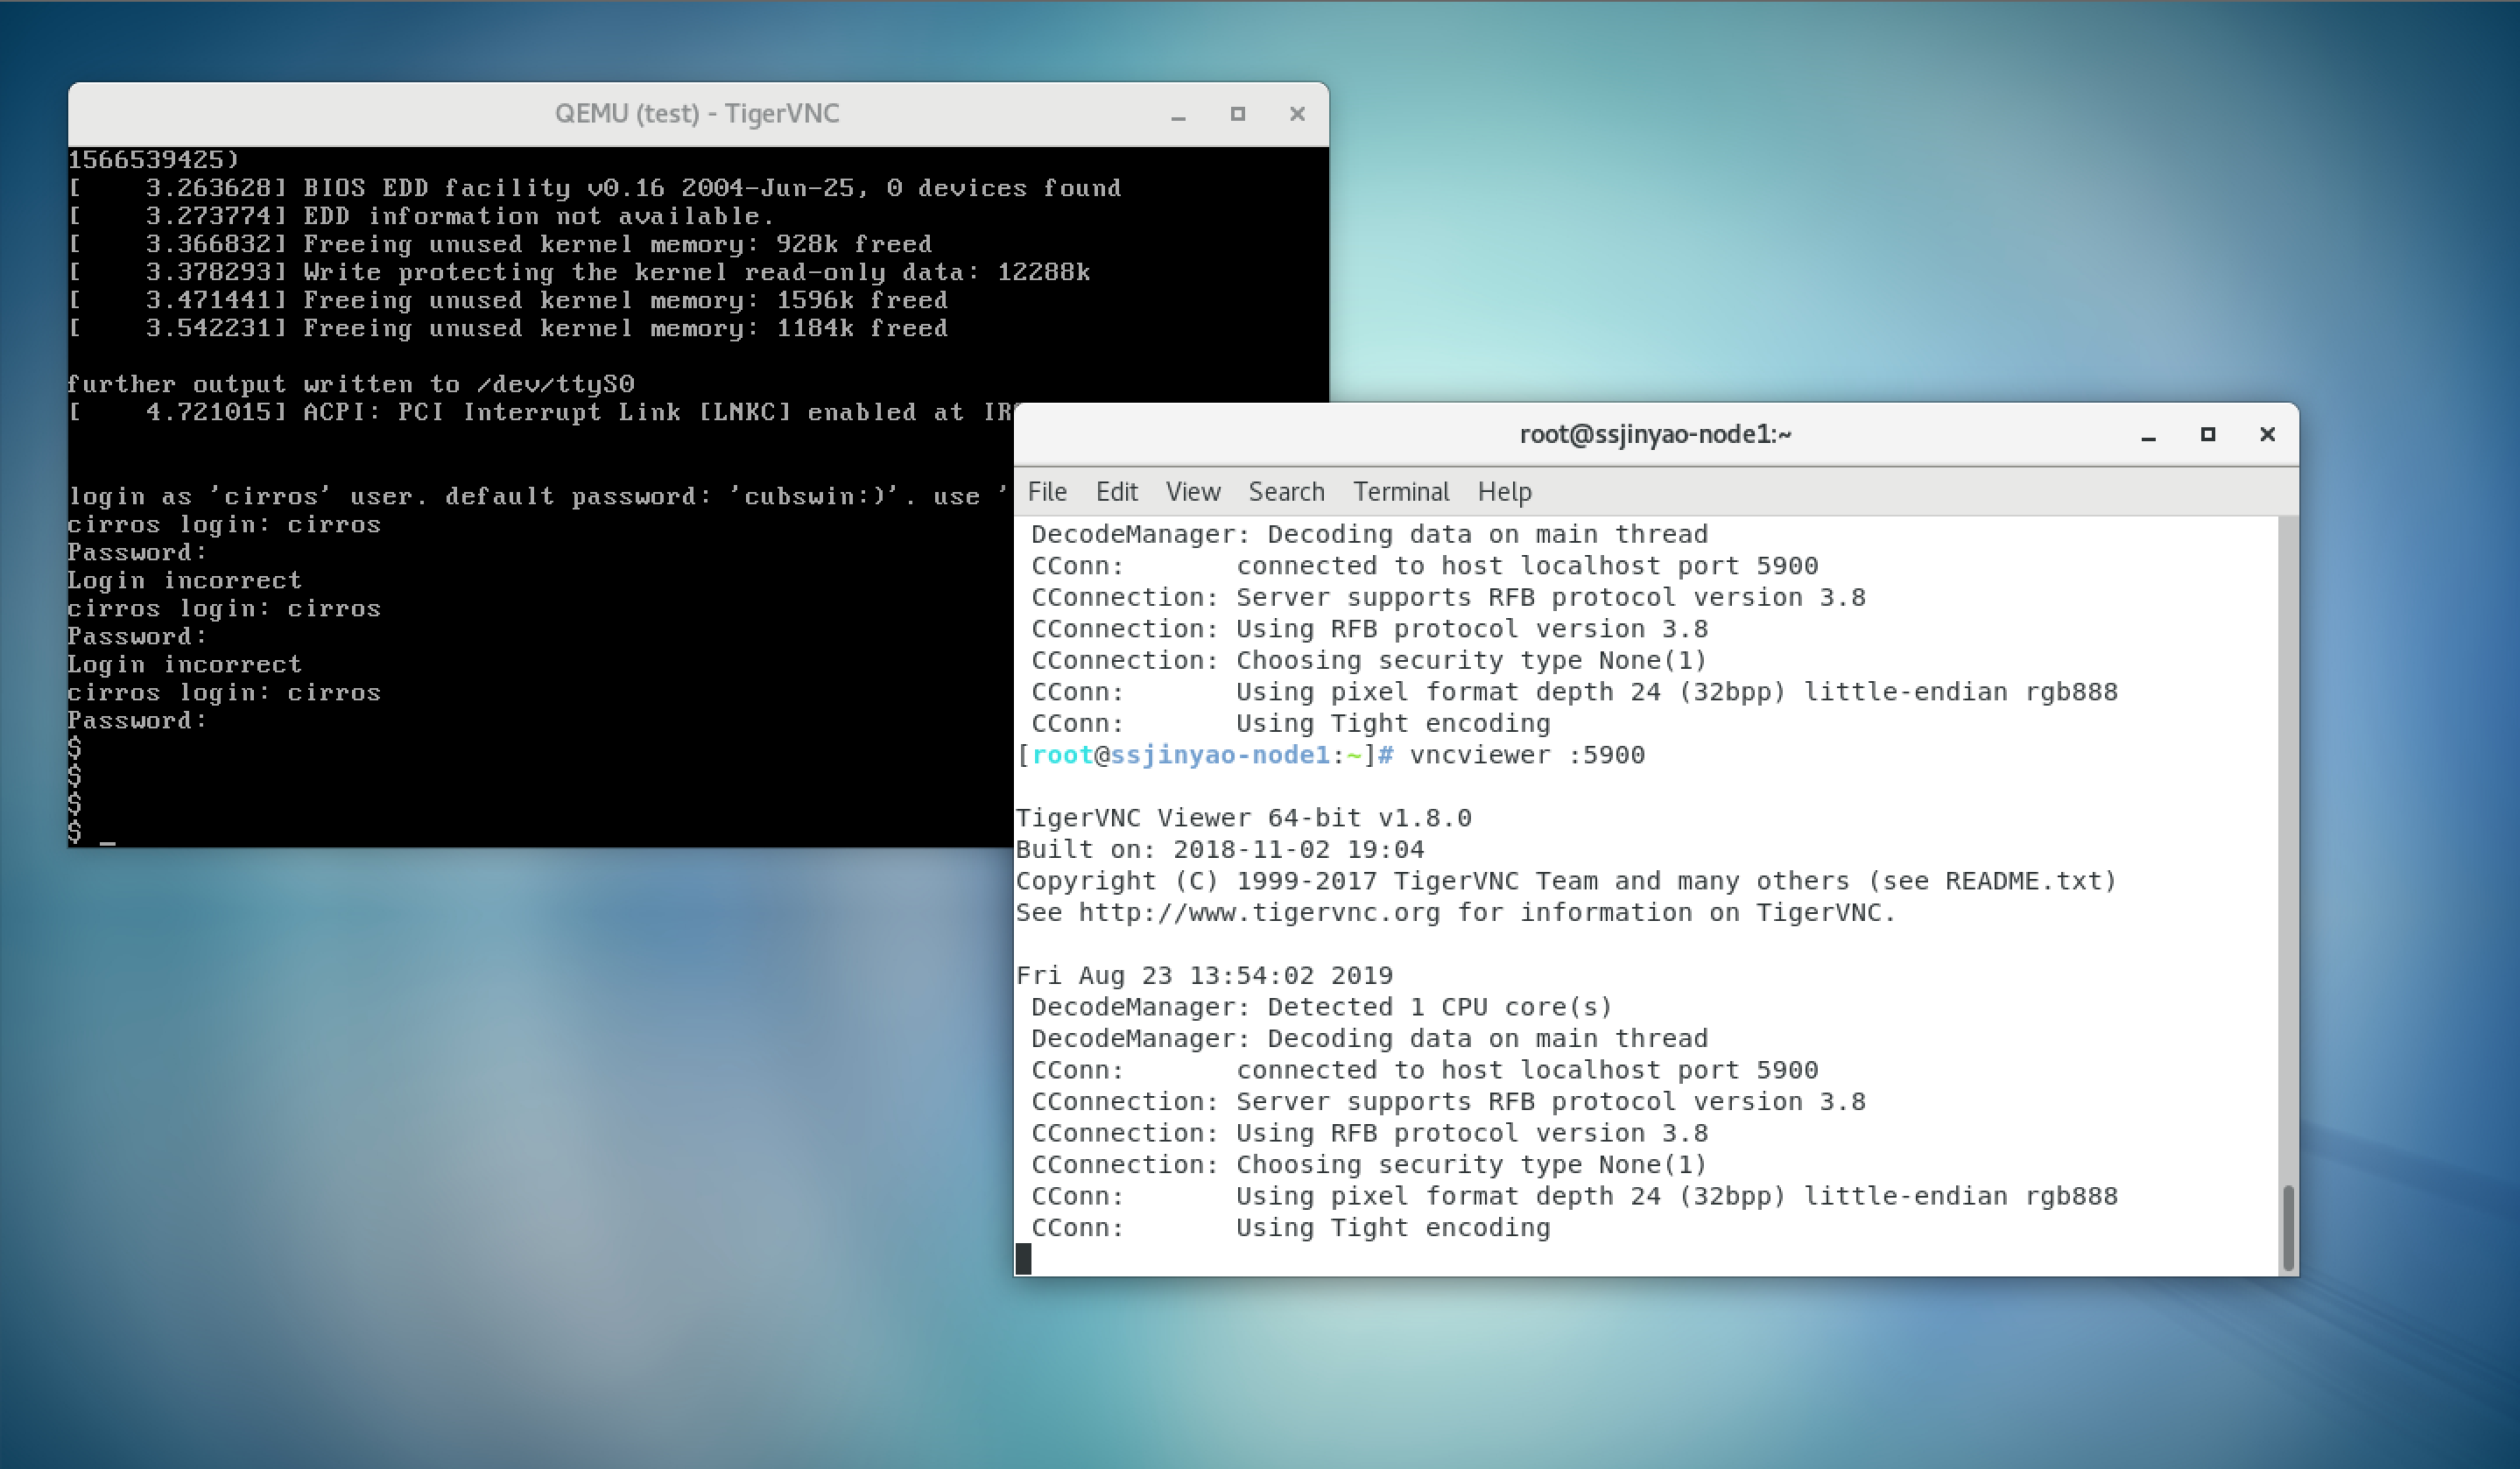 QEMU (test) - TigerVNC
1566539425)
[    3.263628] BIOS EDD facility v0.16 2004-Jun-25, 0 devices found
[    3.273774] EDD information not available.
[    3.366832] Freeing unused kernel memory: 928k freed
[    3.378293] Write protecting the kernel read-only data: 12288k
[    3.471441] Freeing unused kernel memory: 1596k freed
[    3.542231] Freeing unused kernel memory: 1184k freed
further output written to /dev/ttyS0
[    4.721015] ACPI: PCI Interrupt Link [LNKC] enabled at
login as 'cirros' user. default password: 'cubswin:)'. use '
cirros login: cirros
Password:
Login incorrect
cirros login: cirros
Password:
Login incorrect
cirros login: cirros
Password:
$
$
$
$ _
root@ssjinyao-node1:~
File Edit View Search Terminal Help
DecodeManager: Decoding data on main thread
CConn:       connected to host localhost port 5900
CConnection: Server supports RFB protocol version 3.8
CConnection: Using RFB protocol version 3.8
CConnection: Choosing security type None(1)
CConn:       Using pixel format depth 24 (32bpp) little-endian rgb888
CConn:       Using Tight encoding
[root@ssjinyao-node1:~]# vncviewer :5900
TigerVNC Viewer 64-bit v1.8.0
Built on: 2018-11-02 19:04
Copyright (C) 1999-2017 TigerVNC Team and many others (see README.txt)
See http://www.tigervnc.org for information on TigerVNC.
Fri Aug 23 13:54:02 2019
DecodeManager: Detected 1 CPU core(s)
DecodeManager: Decoding data on main thread
CConn:       connected to host localhost port 5900
CConnection: Server supports RFB protocol version 3.8
CConnection: Using RFB protocol version 3.8
CConnection: Choosing security type None(1)
CConn:       Using pixel format depth 24 (32bpp) little-endian rgb888
CConn:       Using Tight encoding